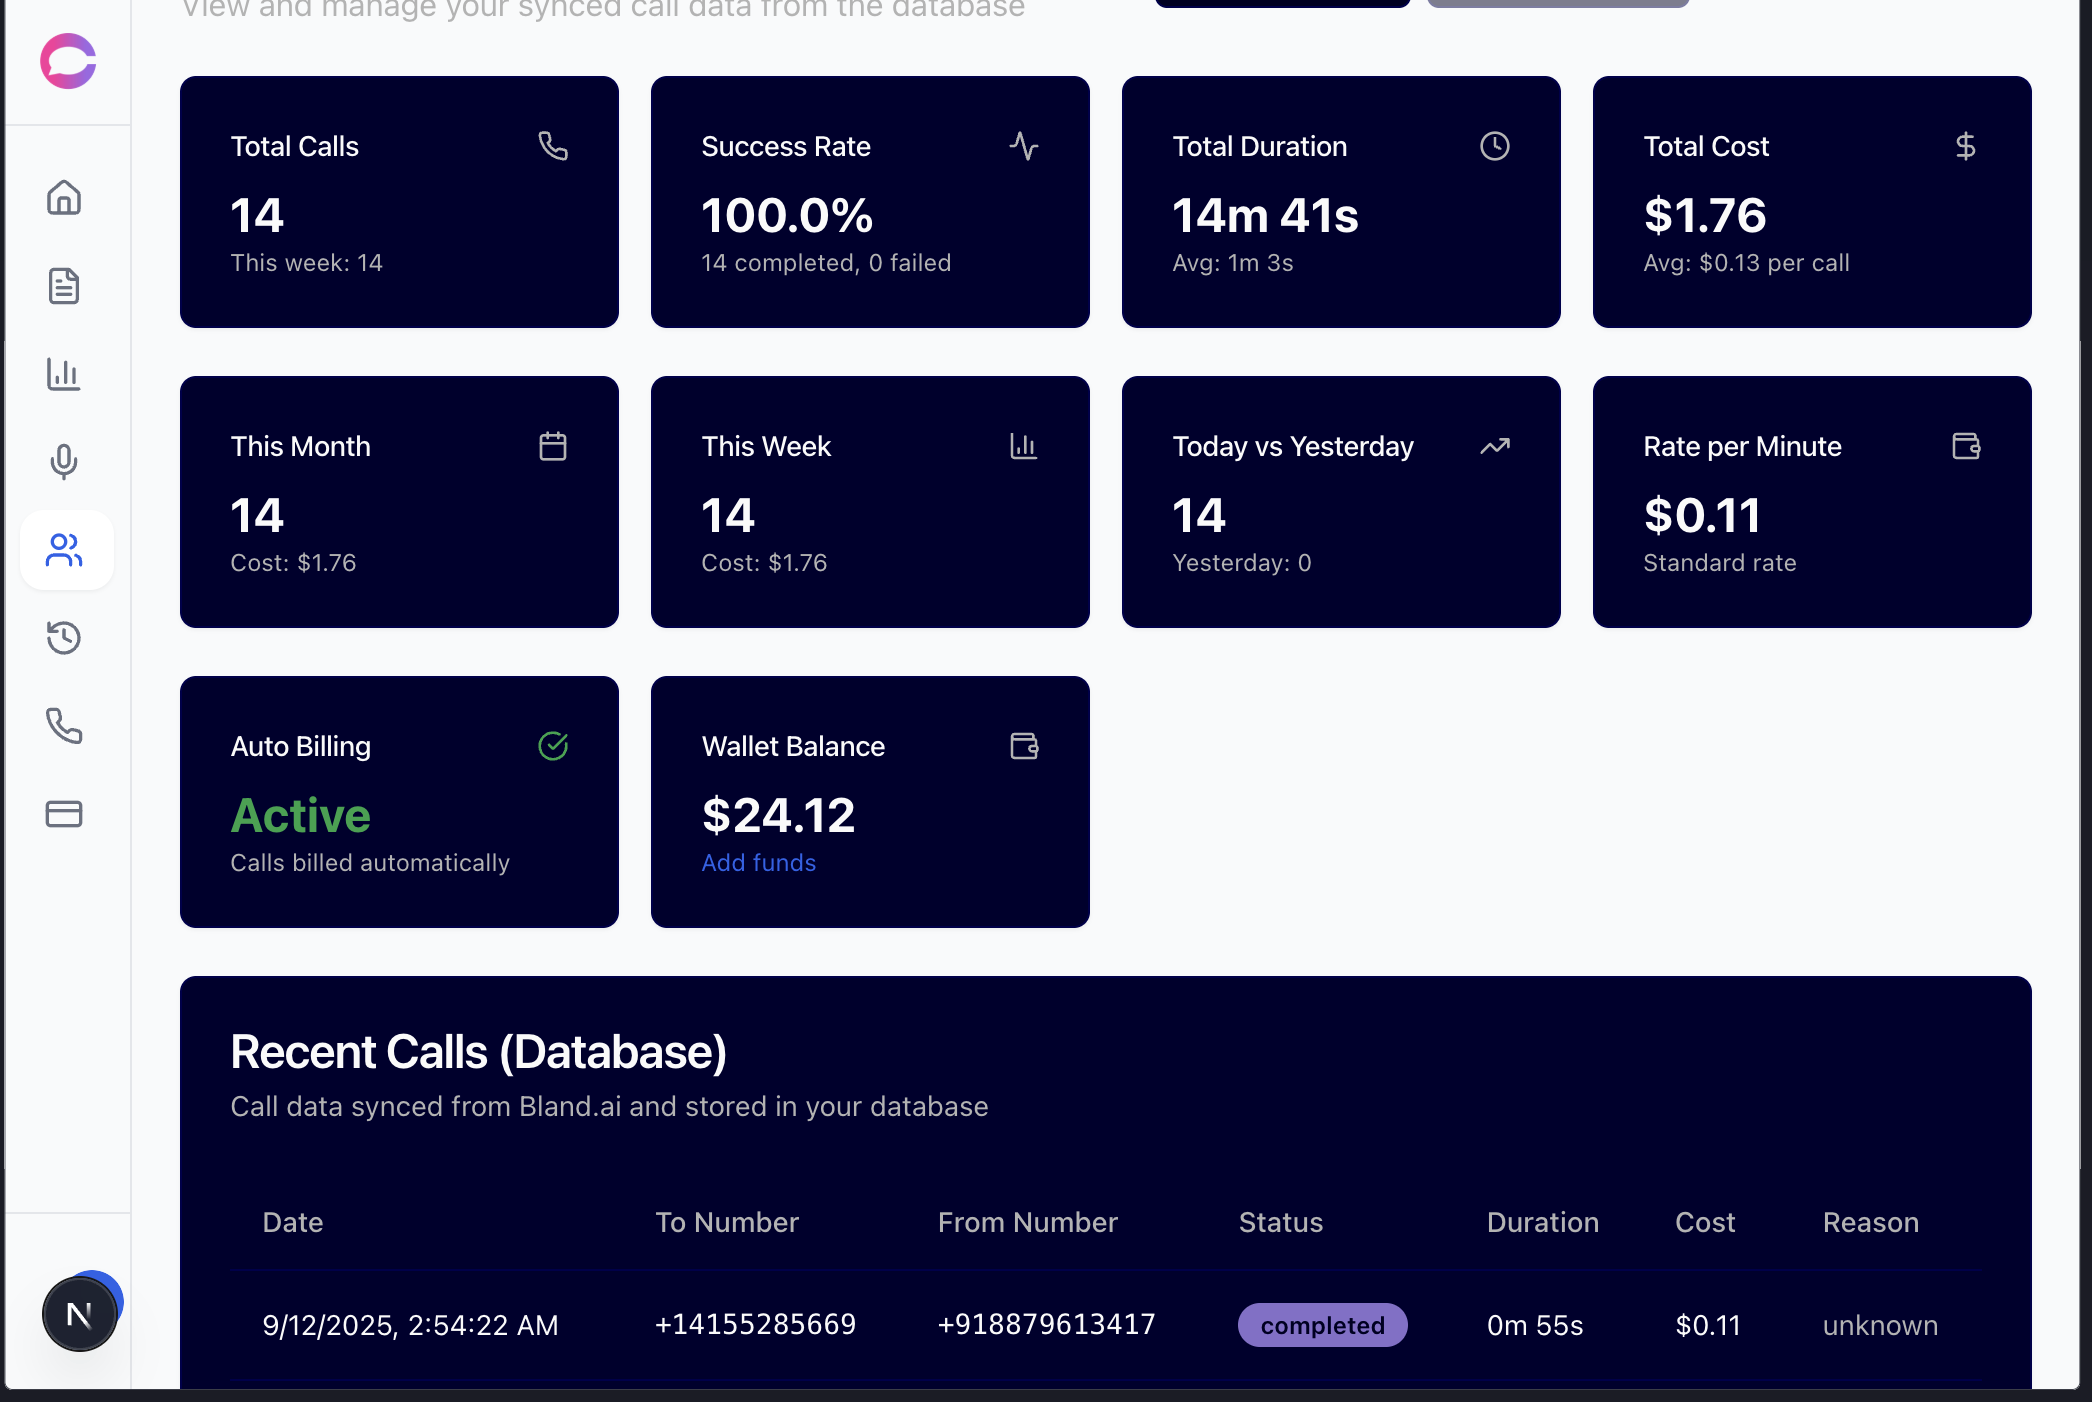 View and manage your synced call data from the database
Total Calls
14
This week: 14
Success Rate
100.0%
14 completed, 0 failed
Total Duration
14m 41s
Avg: 1m 3s
Total Cost
$1.76
Avg: $0.13 per call
This Month
14
Cost: $1.76
This Week
14
Cost: $1.76
Today vs Yesterday
14
Yesterday: 0
Rate per Minute
$0.11
Standard rate
Auto Billing
Active
Calls billed automatically
Wallet Balance
$24.12
Add funds
Recent Calls (Database)
Call data synced from Bland.ai and stored in your database
Date To Number From Number Status Duration Cost Reason
9/12/2025, 2:54:22 AM +14155285669 +918879613417 completed 0m 55s $0.11 unknown
N